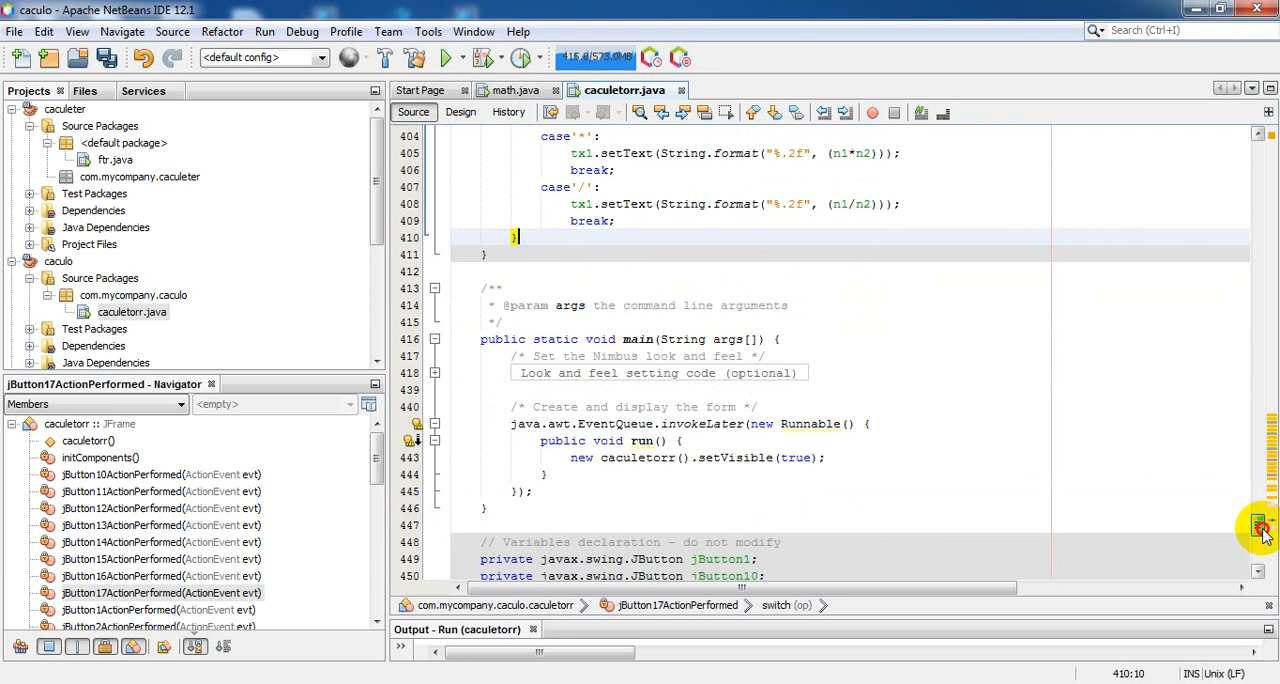 caculo - Apache NetBeans IDE 12.1
File Edit View Navigate Source Refactor Run Debug Profile Team Tools Window Help
Search (Ctrl+I)
<default config>
415.8/573.0MB
Projects Files Services
caculeter
Source Packages
<default package>
ftr.java
com.mycompany.caculeter
Test Packages
Dependencies
Java Dependencies
Project Files
caculo
Source Packages
com.mycompany.caculo
caculetorr.java
Test Packages
Dependencies
Java Dependencies
jButton17ActionPerformed - Navigator
Members
<empty>
caculetorr :: JFrame
caculetorr()
initComponents()
jButton10ActionPerformed(ActionEvent evt)
jButton11ActionPerformed(ActionEvent evt)
jButton12ActionPerformed(ActionEvent evt)
jButton13ActionPerformed(ActionEvent evt)
jButton14ActionPerformed(ActionEvent evt)
jButton15ActionPerformed(ActionEvent evt)
jButton16ActionPerformed(ActionEvent evt)
jButton17ActionPerformed(ActionEvent evt)
jButton1ActionPerformed(ActionEvent evt)
jButton2ActionPerformed(ActionEvent evt)
Start Page math.java caculetorr.java
Source Design History
404 case'*':
405 tx1.setText(String.format("%.2f", (n1*n2)));
406 break;
407 case'/':
408 tx1.setText(String.format("%.2f", (n1/n2)));
409 break;
410 }
411 }
412
413 /**
414 * @param args the command line arguments
415 */
416 public static void main(String args[]) {
417 /* Set the Nimbus look and feel */
418 Look and feel setting code (optional)
439
440 /* Create and display the form */
java.awt.EventQueue.invokeLater(new Runnable() {
public void run() {
443 new caculetorr().setVisible(true);
444 }
445 });
446 }
447
448 // Variables declaration - do not modify
449 private javax.swing.JButton jButton1;
450 private javax.swing.JButton jButton10;
com.mycompany.caculo.caculetorr jButton17ActionPerformed switch (op)
Output - Run (caculetorr)
410:10 INS Unix (LF)